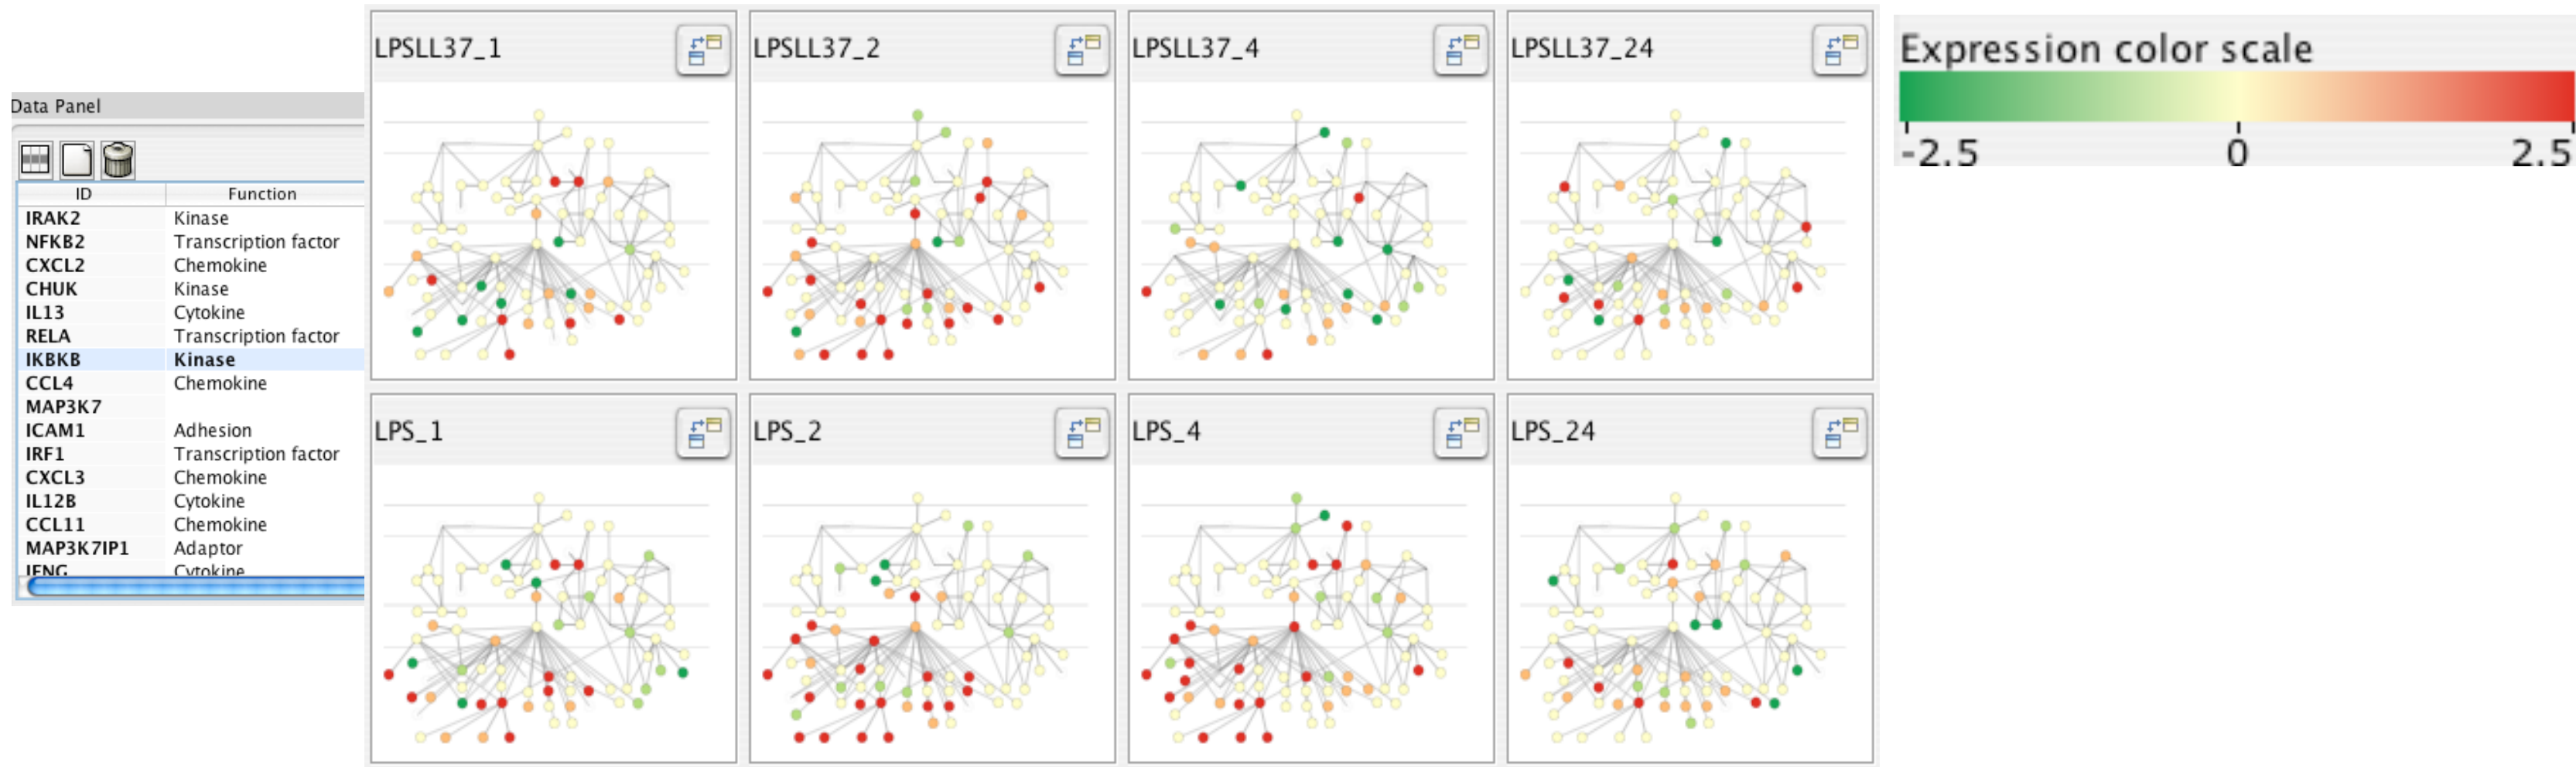 Data Panel
ID Function
IRAK2 Kinase
NFKB2 Transcription factor
CXCL2 Chemokine
CHUK Kinase
IL13 Cytokine
RELA Transcription factor
IKBKB Kinase
CCL4 Chemokine
MAP3K7
ICAM1 Adhesion
IRF1 Transcription factor
CXCL3 Chemokine
IL12B Cytokine
CCL11 Chemokine
MAP3K7IP1 Adaptor
IFNG Cytokine
LPSLL37_1 LPSLL37_2 LPSLL37_4 LPSLL37_24
LPS_1 LPS_2 LPS_4 LPS_24
Expression color scale
-2.5 0 2.5